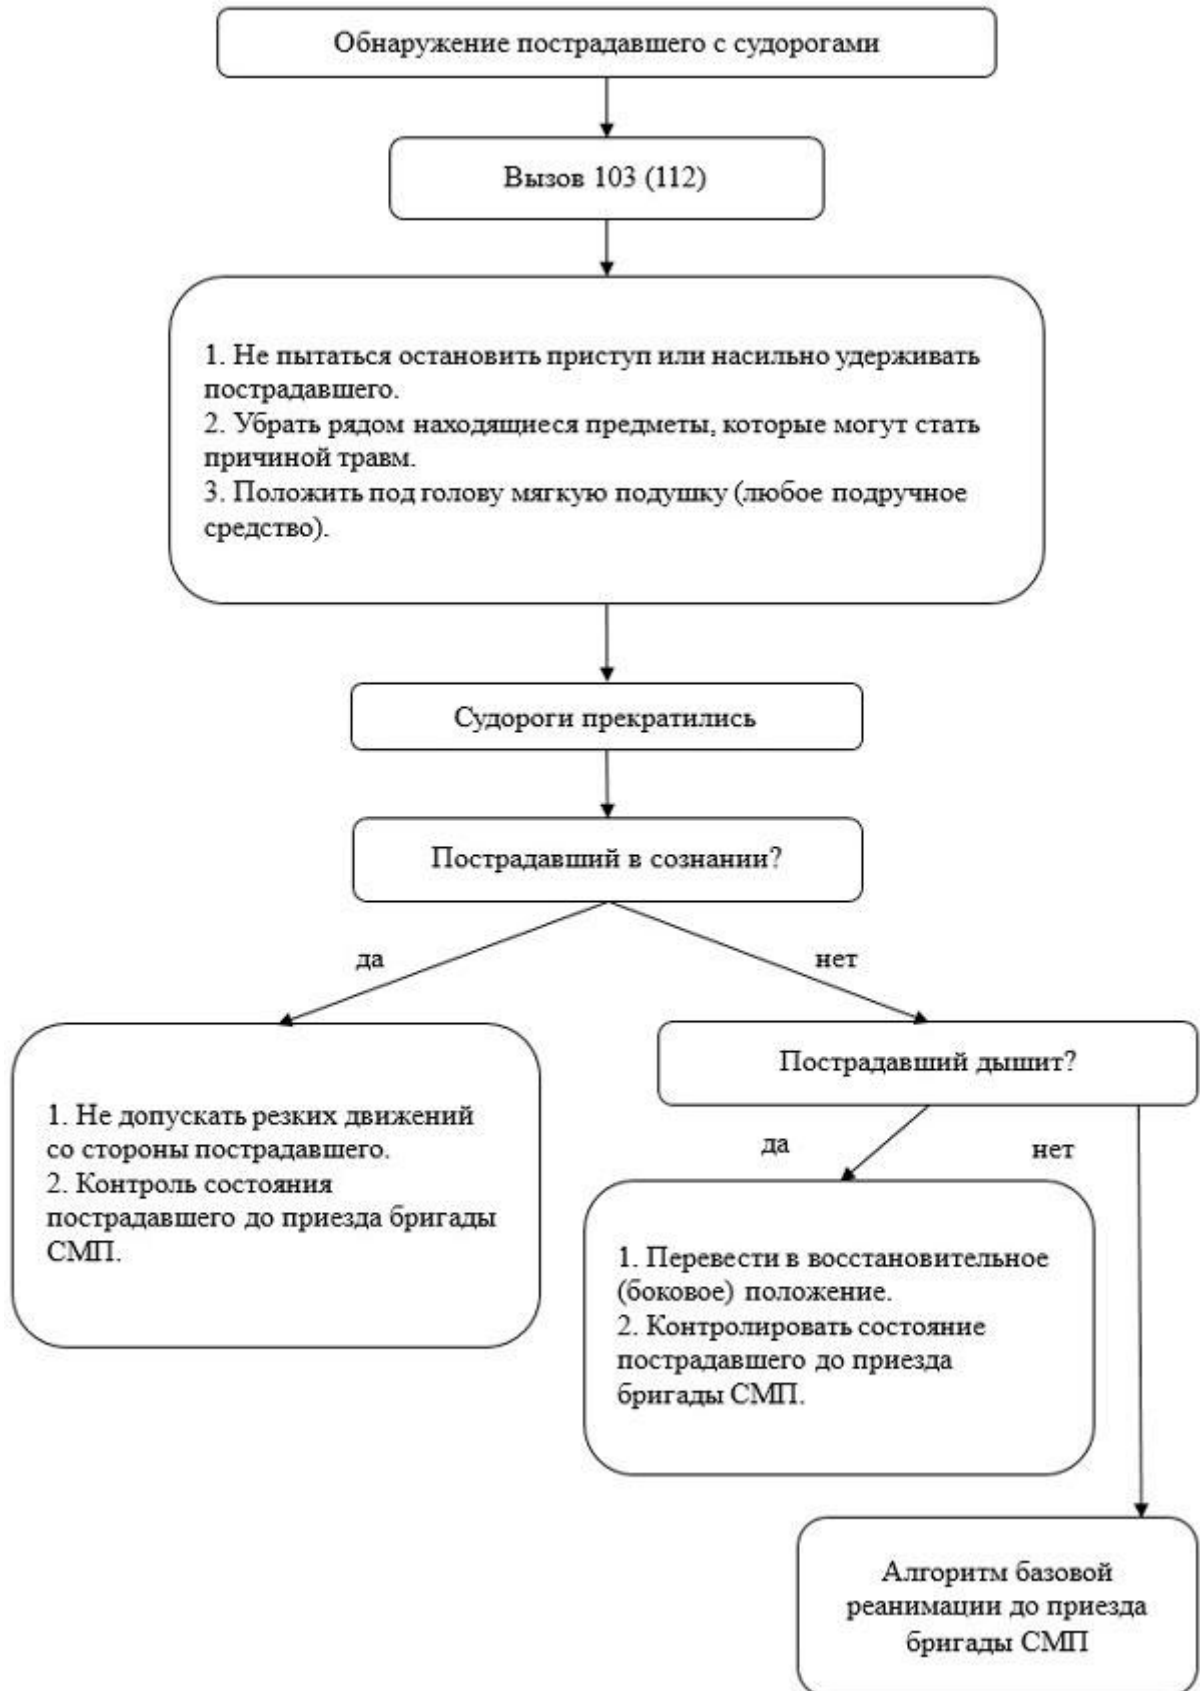 Обнаружение пострадавшего с судорогами
Вызов 103 (112)
1. Не пытаться остановить приступ или насильно удерживать
пострадавшего.
2. Убрать рядом находящиеся предметы, которые могут стать
причиной травм.
3. Положить под голову мягкую подушку (любое подручное
средство).
Судороги прекратились
Пострадавший в сознании?
да
нет
1. Не допускать резких движений
со стороны пострадавшего.
2. Контроль состояния
пострадавшего до приезда бригады
СМП.
Пострадавший дышит?
да
нет
1. Перевести в восстановительное
(боковое) положение.
2. Контролировать состояние
пострадавшего до приезда
бригады СМП.
Алгоритм базовой
реанимации до приезда
бригады СМП